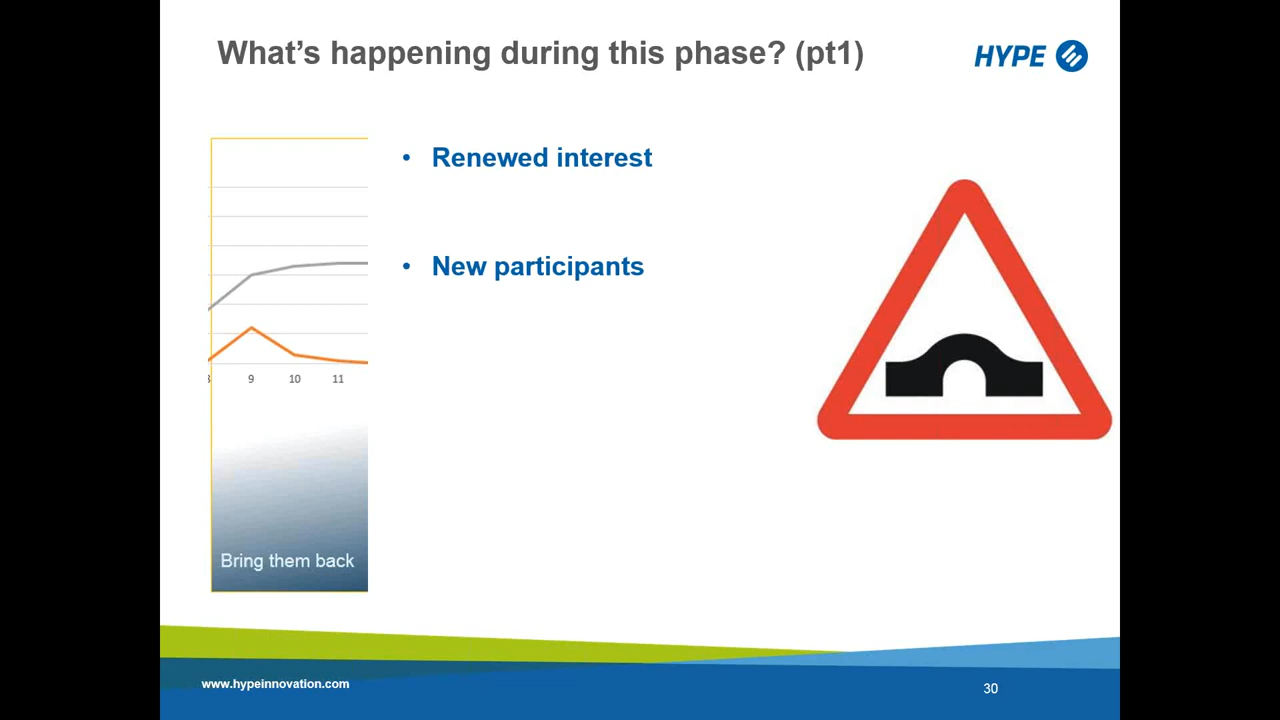 What's happening during this phase? (pt1)
HYPE
• Renewed interest
• New participants
9 10 11
Bring them back
www.hypeinnovation.com
30